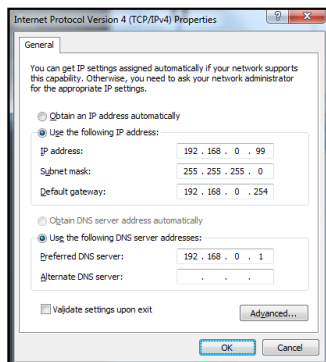 Internet Protocol Version 4 (TCP/IPv4) Properties
General
You can get IP settings assigned automatically if your network supports
this capability. Otherwise, you need to ask your network administrator
for the appropriate IP settings.
Obtain an IP address automatically
Use the following IP address:
IP address: 192 . 168 . 0 . 99
Subnet mask: 255 . 255 . 255 . 0
Default gateway: 192 . 168 . 0 . 254
Obtain DNS server address automatically
Use the following DNS server addresses:
Preferred DNS server: 192 . 168 . 0 . 1
Alternate DNS server: . . .
Validate settings upon exit
Advanced...
OK Cancel